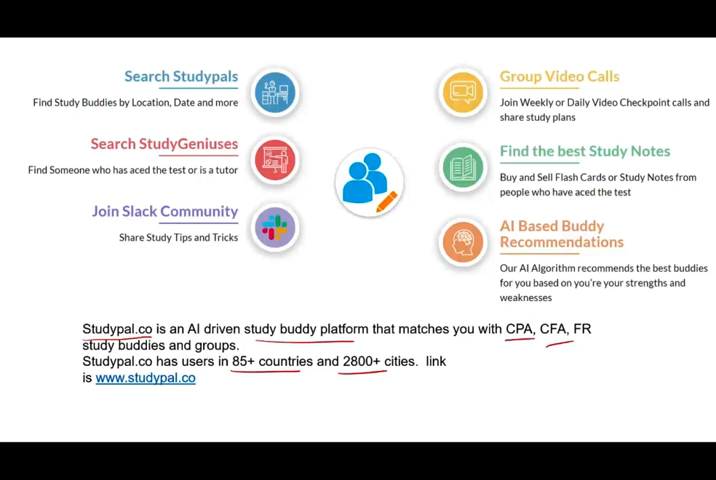 Search Studypals
Find Study Buddies by Location, Date and more
Search StudyGeniuses
Find Someone who has aced the test or is a tutor
Join Slack Community
Share Study Tips and Tricks
Group Video Calls
Join Weekly or Daily Video Checkpoint calls and
share study plans
Find the best Study Notes
Buy and Sell Flash Cards or Study Notes from
people who have aced the test
AI Based Buddy
Recommendations
Our AI Algorithm recommends the best buddies
for you based on you're your strengths and
weaknesses
Studypal.co is an AI driven study buddy platform that matches you with CPA, CFA, FR
study buddies and groups.
Studypal.co has users in 85+ countries and 2800+ cities. link
is www.studypal.co